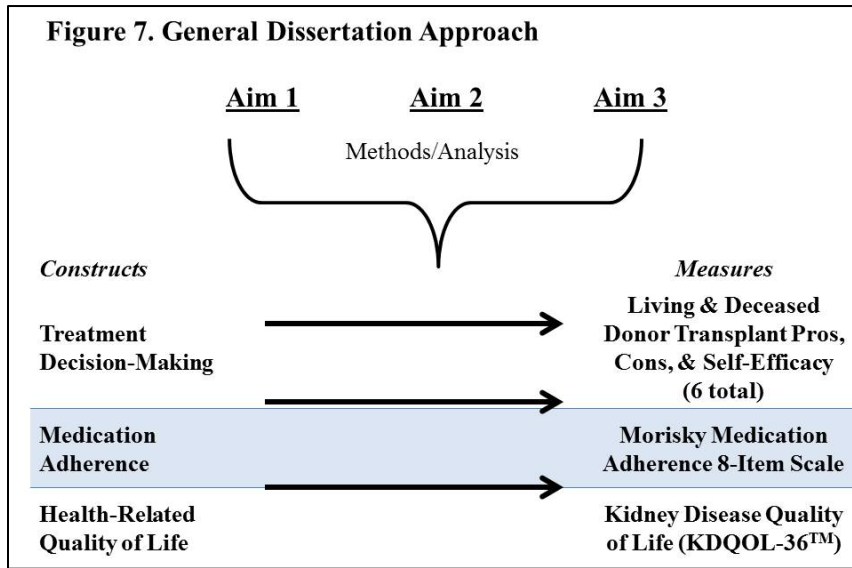 Figure 7. General Dissertation Approach
Aim 1 Aim 2 Aim 3
Methods/Analysis
Constructs Measures
Treatment
Decision-Making
Living & Deceased
Donor Transplant Pros,
Cons, & Self-Efficacy
(6 total)
Medication
Adherence
Morisky Medication
Adherence 8-Item Scale
Health-Related
Quality of Life
Kidney Disease Quality
of Life (KDQOL-36™)